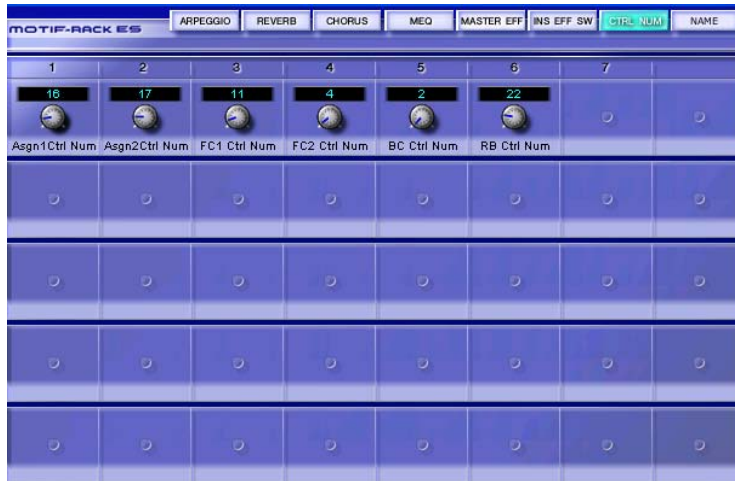 MOTIF-RACK ES ARPEGGIO REVERB CHORUS MEQ MASTER EFF INS EFF SW CTRL NUM NAME
1 2 3 4 5 6 7
16 17 11 4 2 22
Asgn1Ctrl Num Asgn2Ctrl Num FC1 Ctrl Num FC2 Ctrl Num BC Ctrl Num RB Ctrl Num